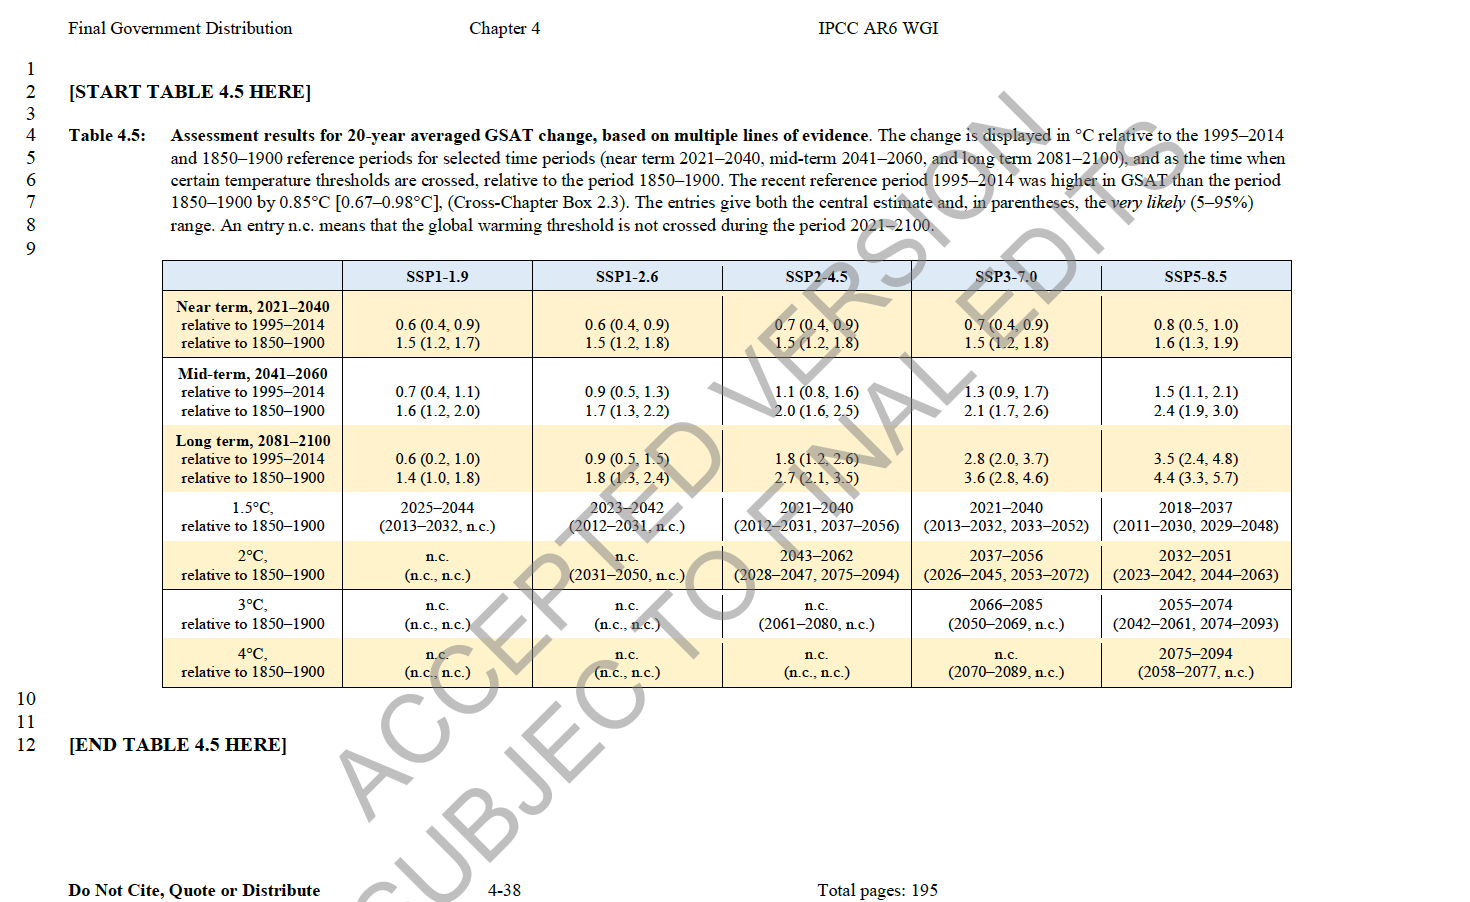 Final Government Distribution Chapter 4 IPCC AR6 WGI
1
2 [START TABLE 4.5 HERE]
3
4 Table 4.5: Assessment results for 20-year averaged GSAT change, based on multiple lines of evidence. The change is displayed in °C relative to the 1995–2014
5 and 1850–1900 reference periods for selected time periods (near term 2021–2040, mid-term 2041–2060, and long term 2081–2100), and as the time when
6 certain temperature thresholds are crossed, relative to the period 1850–1900. The recent reference period 1995–2014 was higher in GSAT than the period
7 1850–1900 by 0.85°C [0.67–0.98°C], (Cross-Chapter Box 2.3). The entries give both the central estimate and, in parentheses, the very likely (5–95%)
8 range. An entry n.c. means that the global warming threshold is not crossed during the period 2021–2100.
9
SSP1-1.9 SSP1-2.6 SSP2-4.5 SSP3-7.0 SSP5-8.5
Near term, 2021–2040
relative to 1995–2014 0.6 (0.4, 0.9) 0.6 (0.4, 0.9) 0.7 (0.4, 0.9) 0.7 (0.4, 0.9) 0.8 (0.5, 1.0)
relative to 1850–1900 1.5 (1.2, 1.7) 1.5 (1.2, 1.8) 1.5 (1.2, 1.8) 1.5 (1.2, 1.8) 1.6 (1.3, 1.9)
Mid-term, 2041–2060
relative to 1995–2014 0.7 (0.4, 1.1) 0.9 (0.5, 1.3) 1.1 (0.8, 1.6) 1.3 (0.9, 1.7) 1.5 (1.1, 2.1)
relative to 1850–1900 1.6 (1.2, 2.0) 1.7 (1.3, 2.2) 2.0 (1.6, 2.5) 2.1 (1.7, 2.6) 2.4 (1.9, 3.0)
Long term, 2081–2100
relative to 1995–2014 0.6 (0.2, 1.0) 0.9 (0.5, 1.5) 1.8 (1.2, 2.6) 2.8 (2.0, 3.7) 3.5 (2.4, 4.8)
relative to 1850–1900 1.4 (1.0, 1.8) 1.8 (1.3, 2.4) 2.7 (2.1, 3.5) 3.6 (2.8, 4.6) 4.4 (3.3, 5.7)
1.5°C, 2025–2044 2023–2042 2021–2040 2021–2040 2018–2037
relative to 1850–1900 (2013–2032, n.c.) (2012–2031, n.c.) (2012–2031, 2037–2056) (2013–2032, 2033–2052) (2011–2030, 2029–2048)
2°C, n.c. n.c. 2043–2062 2037–2056 2032–2051
relative to 1850–1900 (n.c., n.c.) (2031–2050, n.c.) (2028–2047, 2075–2094) (2026–2045, 2053–2072) (2023–2042, 2044–2063)
3°C, n.c. n.c. n.c. 2066–2085 2055–2074
relative to 1850–1900 (n.c., n.c.) (n.c., n.c.) (2061–2080, n.c.) (2050–2069, n.c.) (2042–2061, 2074–2093)
4°C, n.c. n.c. n.c. n.c. 2075–2094
relative to 1850–1900 (n.c., n.c.) (n.c., n.c.) (n.c., n.c.) (2070–2089, n.c.) (2058–2077, n.c.)
10
11
12 [END TABLE 4.5 HERE]
ACCEPTED VERSION
SUBJECT TO FINAL EDITS
Do Not Cite, Quote or Distribute 4-38 Total pages: 195